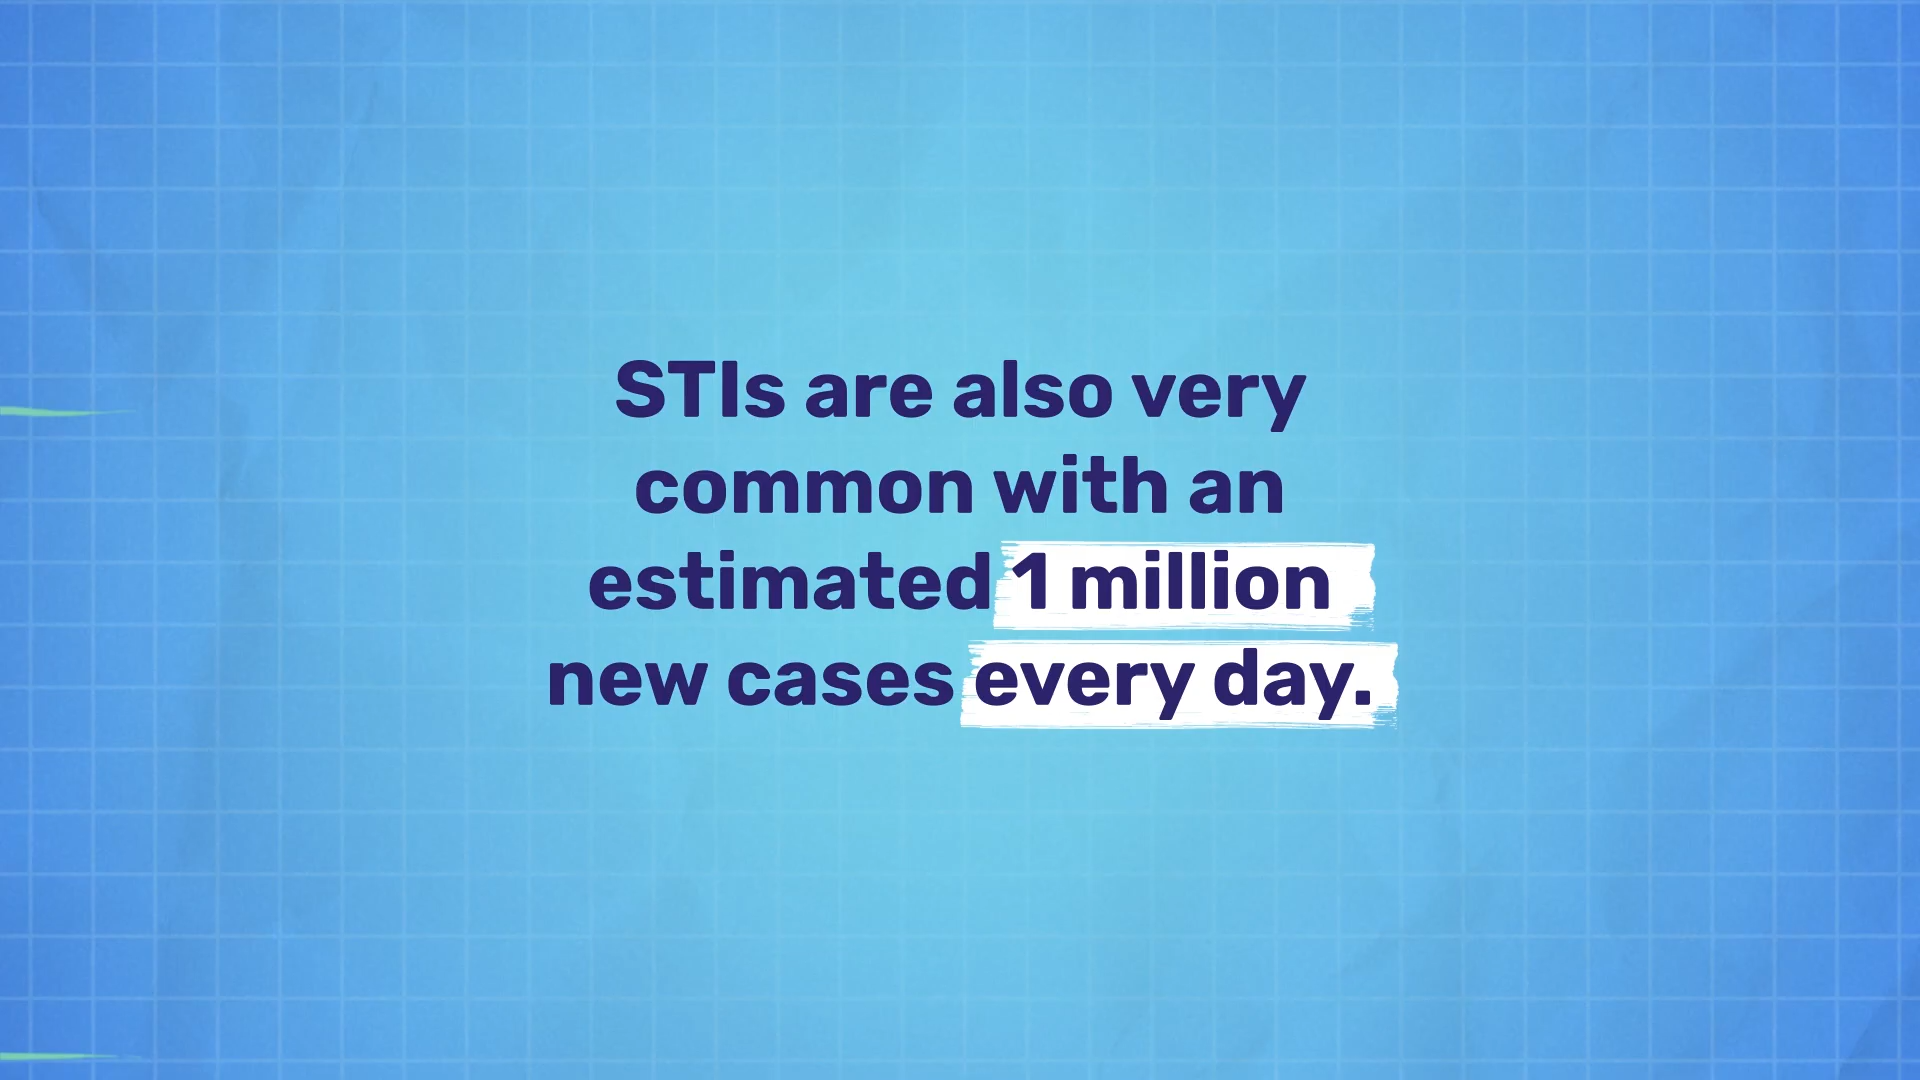 STIs are also very
common with an
estimated 1 million
new cases every day.